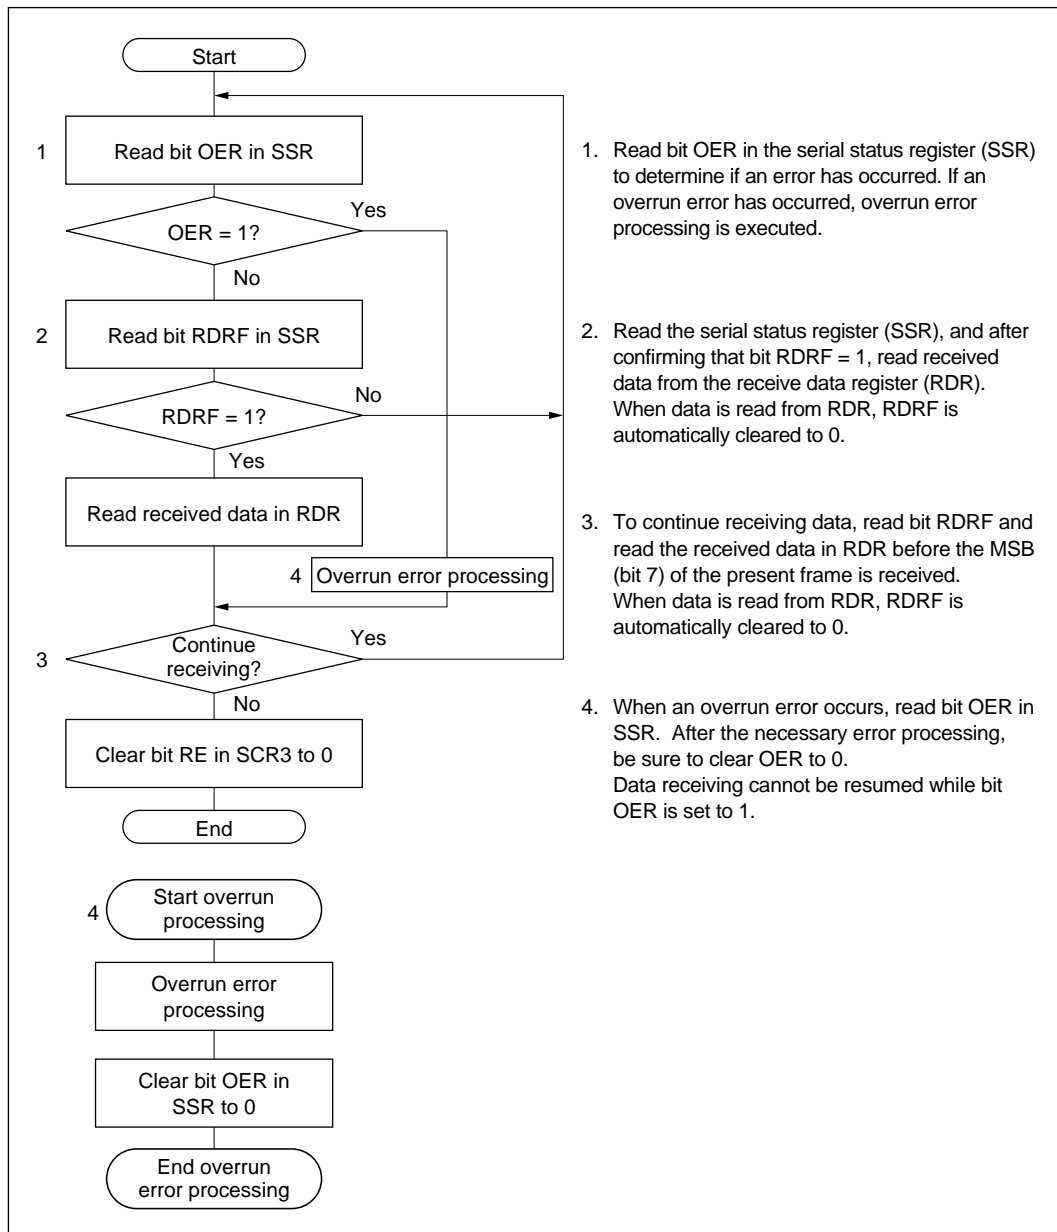 Start
1
Read bit OER in SSR
OER = 1?
Yes
No
2
Read bit RDRF in SSR
RDRF = 1?
No
Yes
Read received data in RDR
4
Overrun error processing
3
Continue
receiving?
Yes
No
Clear bit RE in SCR3 to 0
End
4
Start overrun
processing
Overrun error
processing
Clear bit OER in
SSR to 0
End overrun
error processing
1. Read bit OER in the serial status register (SSR)
to determine if an error has occurred. If an
overrun error has occurred, overrun error
processing is executed.
2. Read the serial status register (SSR), and after
confirming that bit RDRF = 1, read received
data from the receive data register (RDR).
When data is read from RDR, RDRF is
automatically cleared to 0.
3. To continue receiving data, read bit RDRF and
read the received data in RDR before the MSB
(bit 7) of the present frame is received.
When data is read from RDR, RDRF is
automatically cleared to 0.
4. When an overrun error occurs, read bit OER in
SSR.  After the necessary error processing,
be sure to clear OER to 0.
Data receiving cannot be resumed while bit
OER is set to 1.